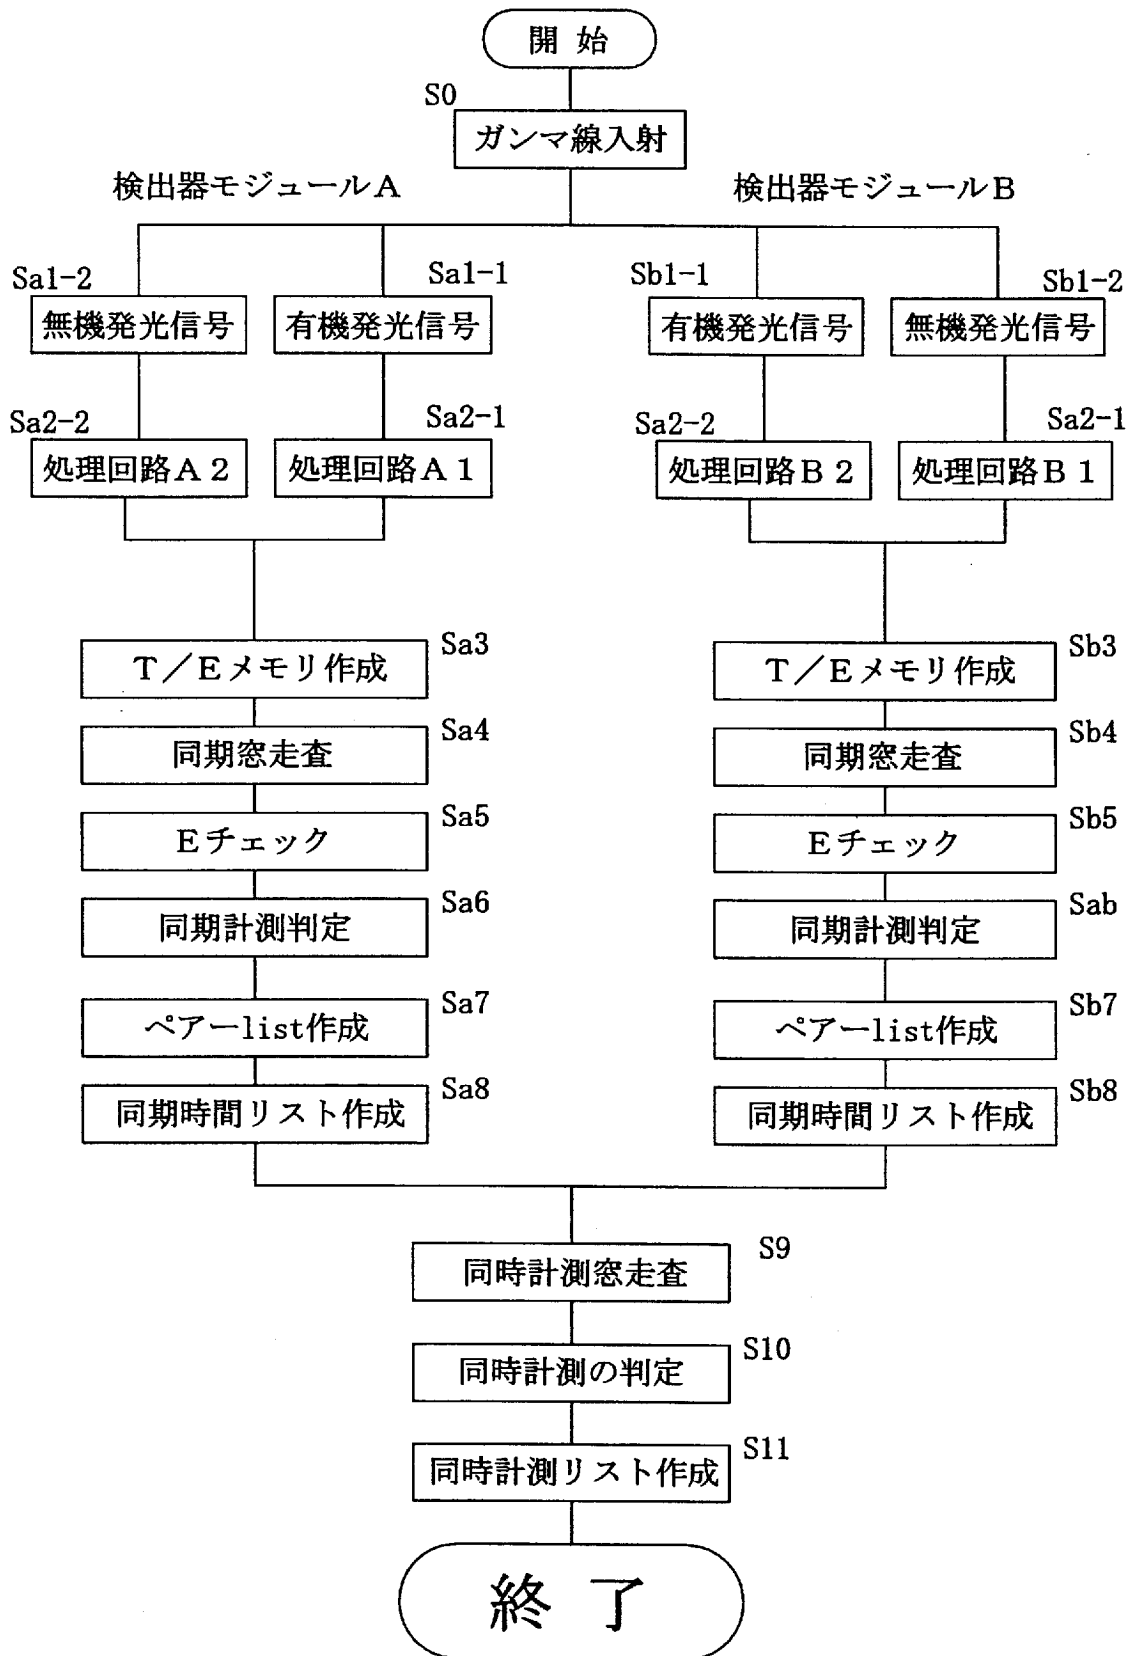 開 始
S0
ガンマ線入射
検出器モジュールA
検出器モジュールB
Sa1-2
Sa1-1
Sb1-1
Sb1-2
無機発光信号
有機発光信号
有機発光信号
無機発光信号
Sa2-2
Sa2-1
Sa2-2
Sa2-1
処理回路A2
処理回路A1
処理回路B2
処理回路B1
Sa3
T/Eメモリ作成
Sb3
T/Eメモリ作成
Sa4
同期窓走査
Sb4
同期窓走査
Sa5
Eチェック
Sb5
Eチェック
Sa6
同期計測判定
Sab
同期計測判定
Sa7
ペアーlist作成
Sb7
ペアーlist作成
Sa8
同期時間リスト作成
Sb8
同期時間リスト作成
S9
同時計測窓走査
S10
同時計測の判定
S11
同時計測リスト作成
終 了